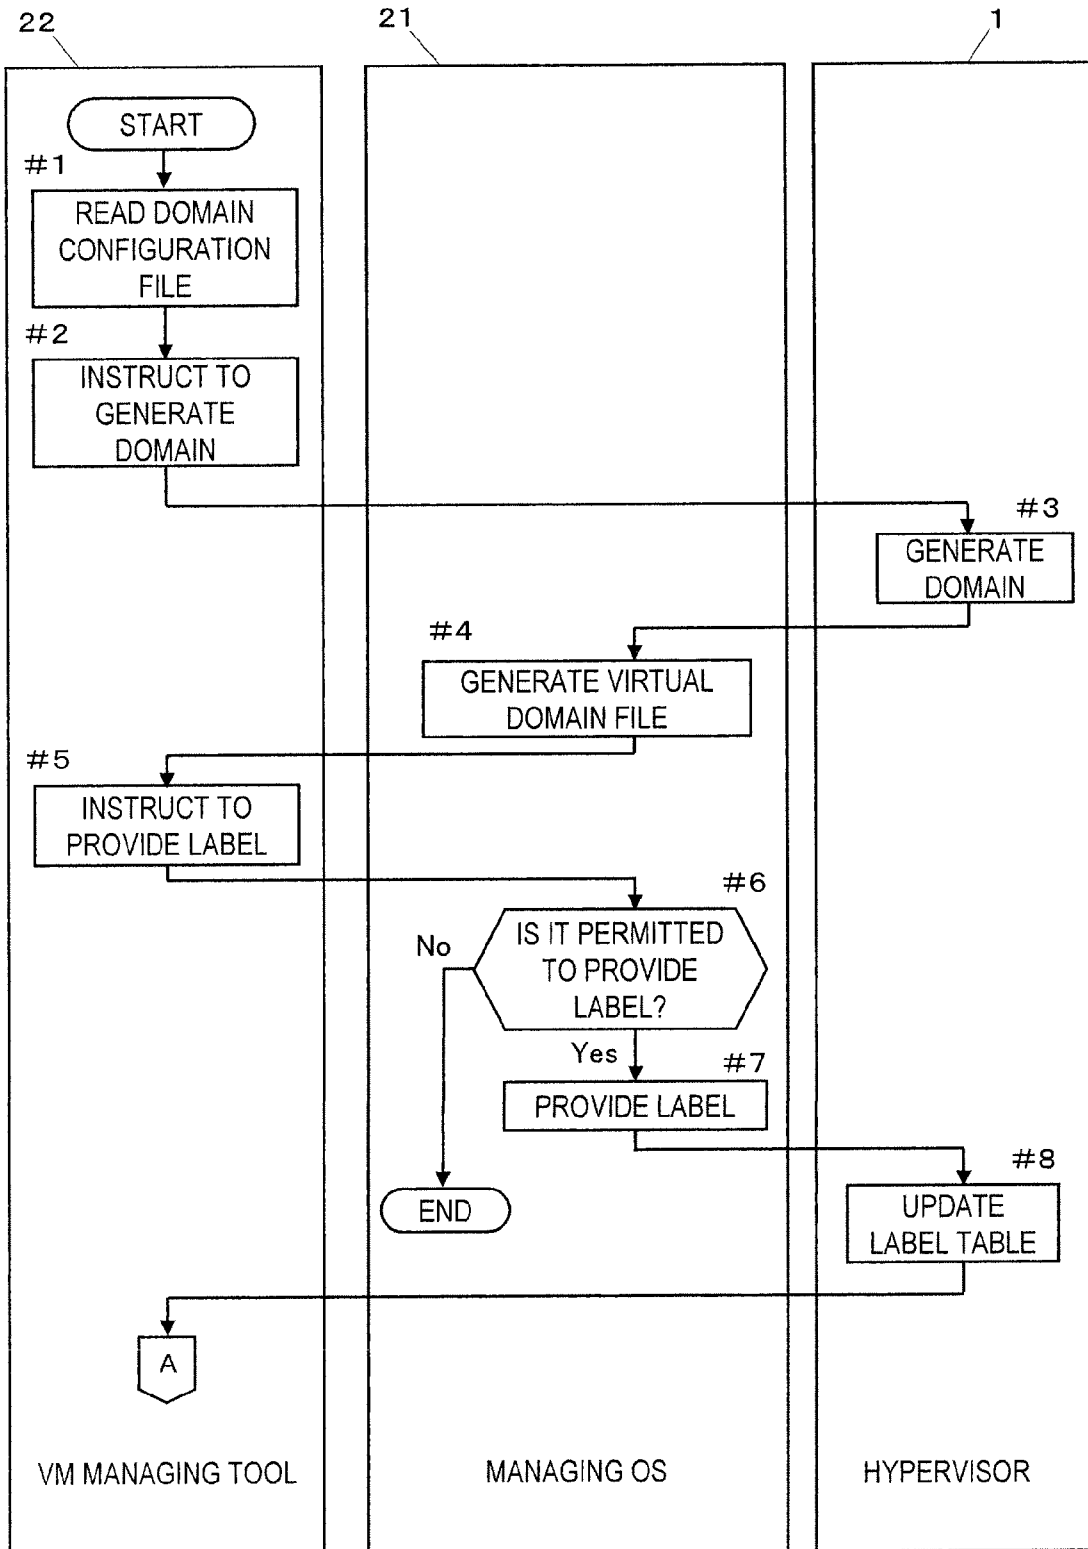 22
21
1
START
#1
READ DOMAIN
CONFIGURATION
FILE
#2
INSTRUCT TO
GENERATE
DOMAIN
#3
GENERATE
DOMAIN
#4
GENERATE VIRTUAL
DOMAIN FILE
#5
INSTRUCT TO
PROVIDE LABEL
#6
IS IT PERMITTED
TO PROVIDE
LABEL?
No
Yes
#7
PROVIDE LABEL
#8
UPDATE
LABEL TABLE
END
A
VM MANAGING TOOL
MANAGING OS
HYPERVISOR